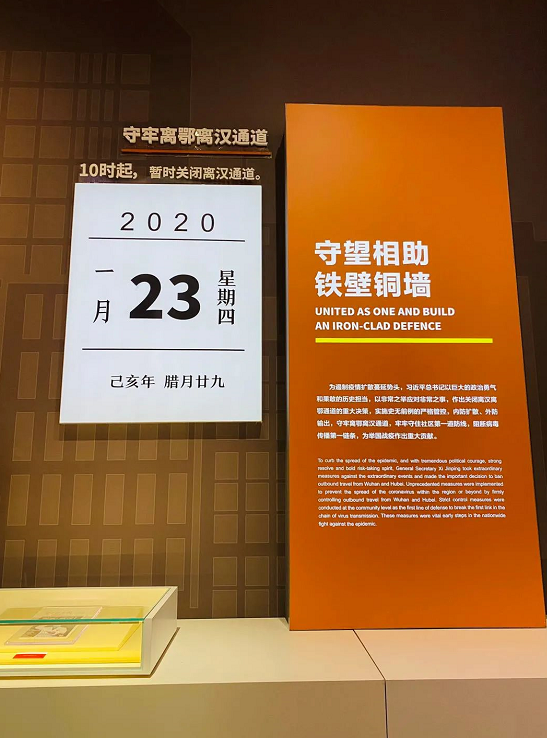 守牢离鄂离汉通道
10时起，暂时关闭离汉通道。
2020
一月
23
星期四
己亥年 腊月廿九
守望相助
铁壁铜墙
UNITED AS ONE AND BUILD
AN IRON-CLAD DEFENCE
为遏制疫情扩散蔓延势头，习近平总书记以巨大的政治勇气
和果敢的历史担当，以非常之举应对非常之事，作出关闭离汉离
鄂通道的重大决策，实施史无前例的严格管控，内防扩散、外防
输出，守牢离鄂离汉通道，牢牢守住社区第一道防线，阻断病毒
传播第一链条，为举国战疫作出重大贡献。
To curb the spread of the epidemic, and with tremendous political courage, strong
resolve and bold risk-taking spirit, General Secretary Xi Jinping took extraordinary
measures against the extraordinary events and made the important decision to ban
outbound travel from Wuhan and Hubei. Unprecedented measures were implemented
to prevent the spread of the coronavirus within the region or beyond by firmly
controlling outbound travel from Wuhan and Hubei. Strict control measures were
conducted at the community level as the first line of defense to break the first link in the
chain of virus transmission. These measures were vital early steps in the nationwide
fight against the epidemic.